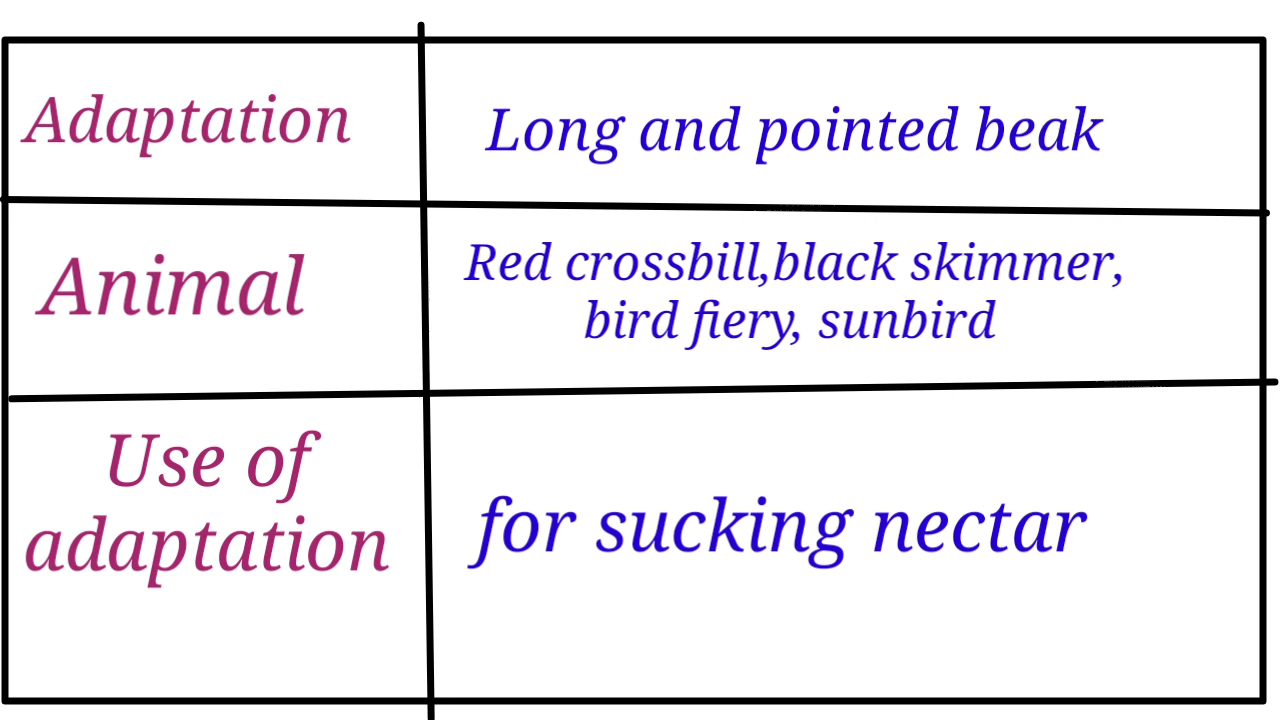 Adaptation
Long and pointed beak
Animal
Red crossbill,black skimmer,
bird fiery, sunbird
Use of
adaptation
for sucking nectar